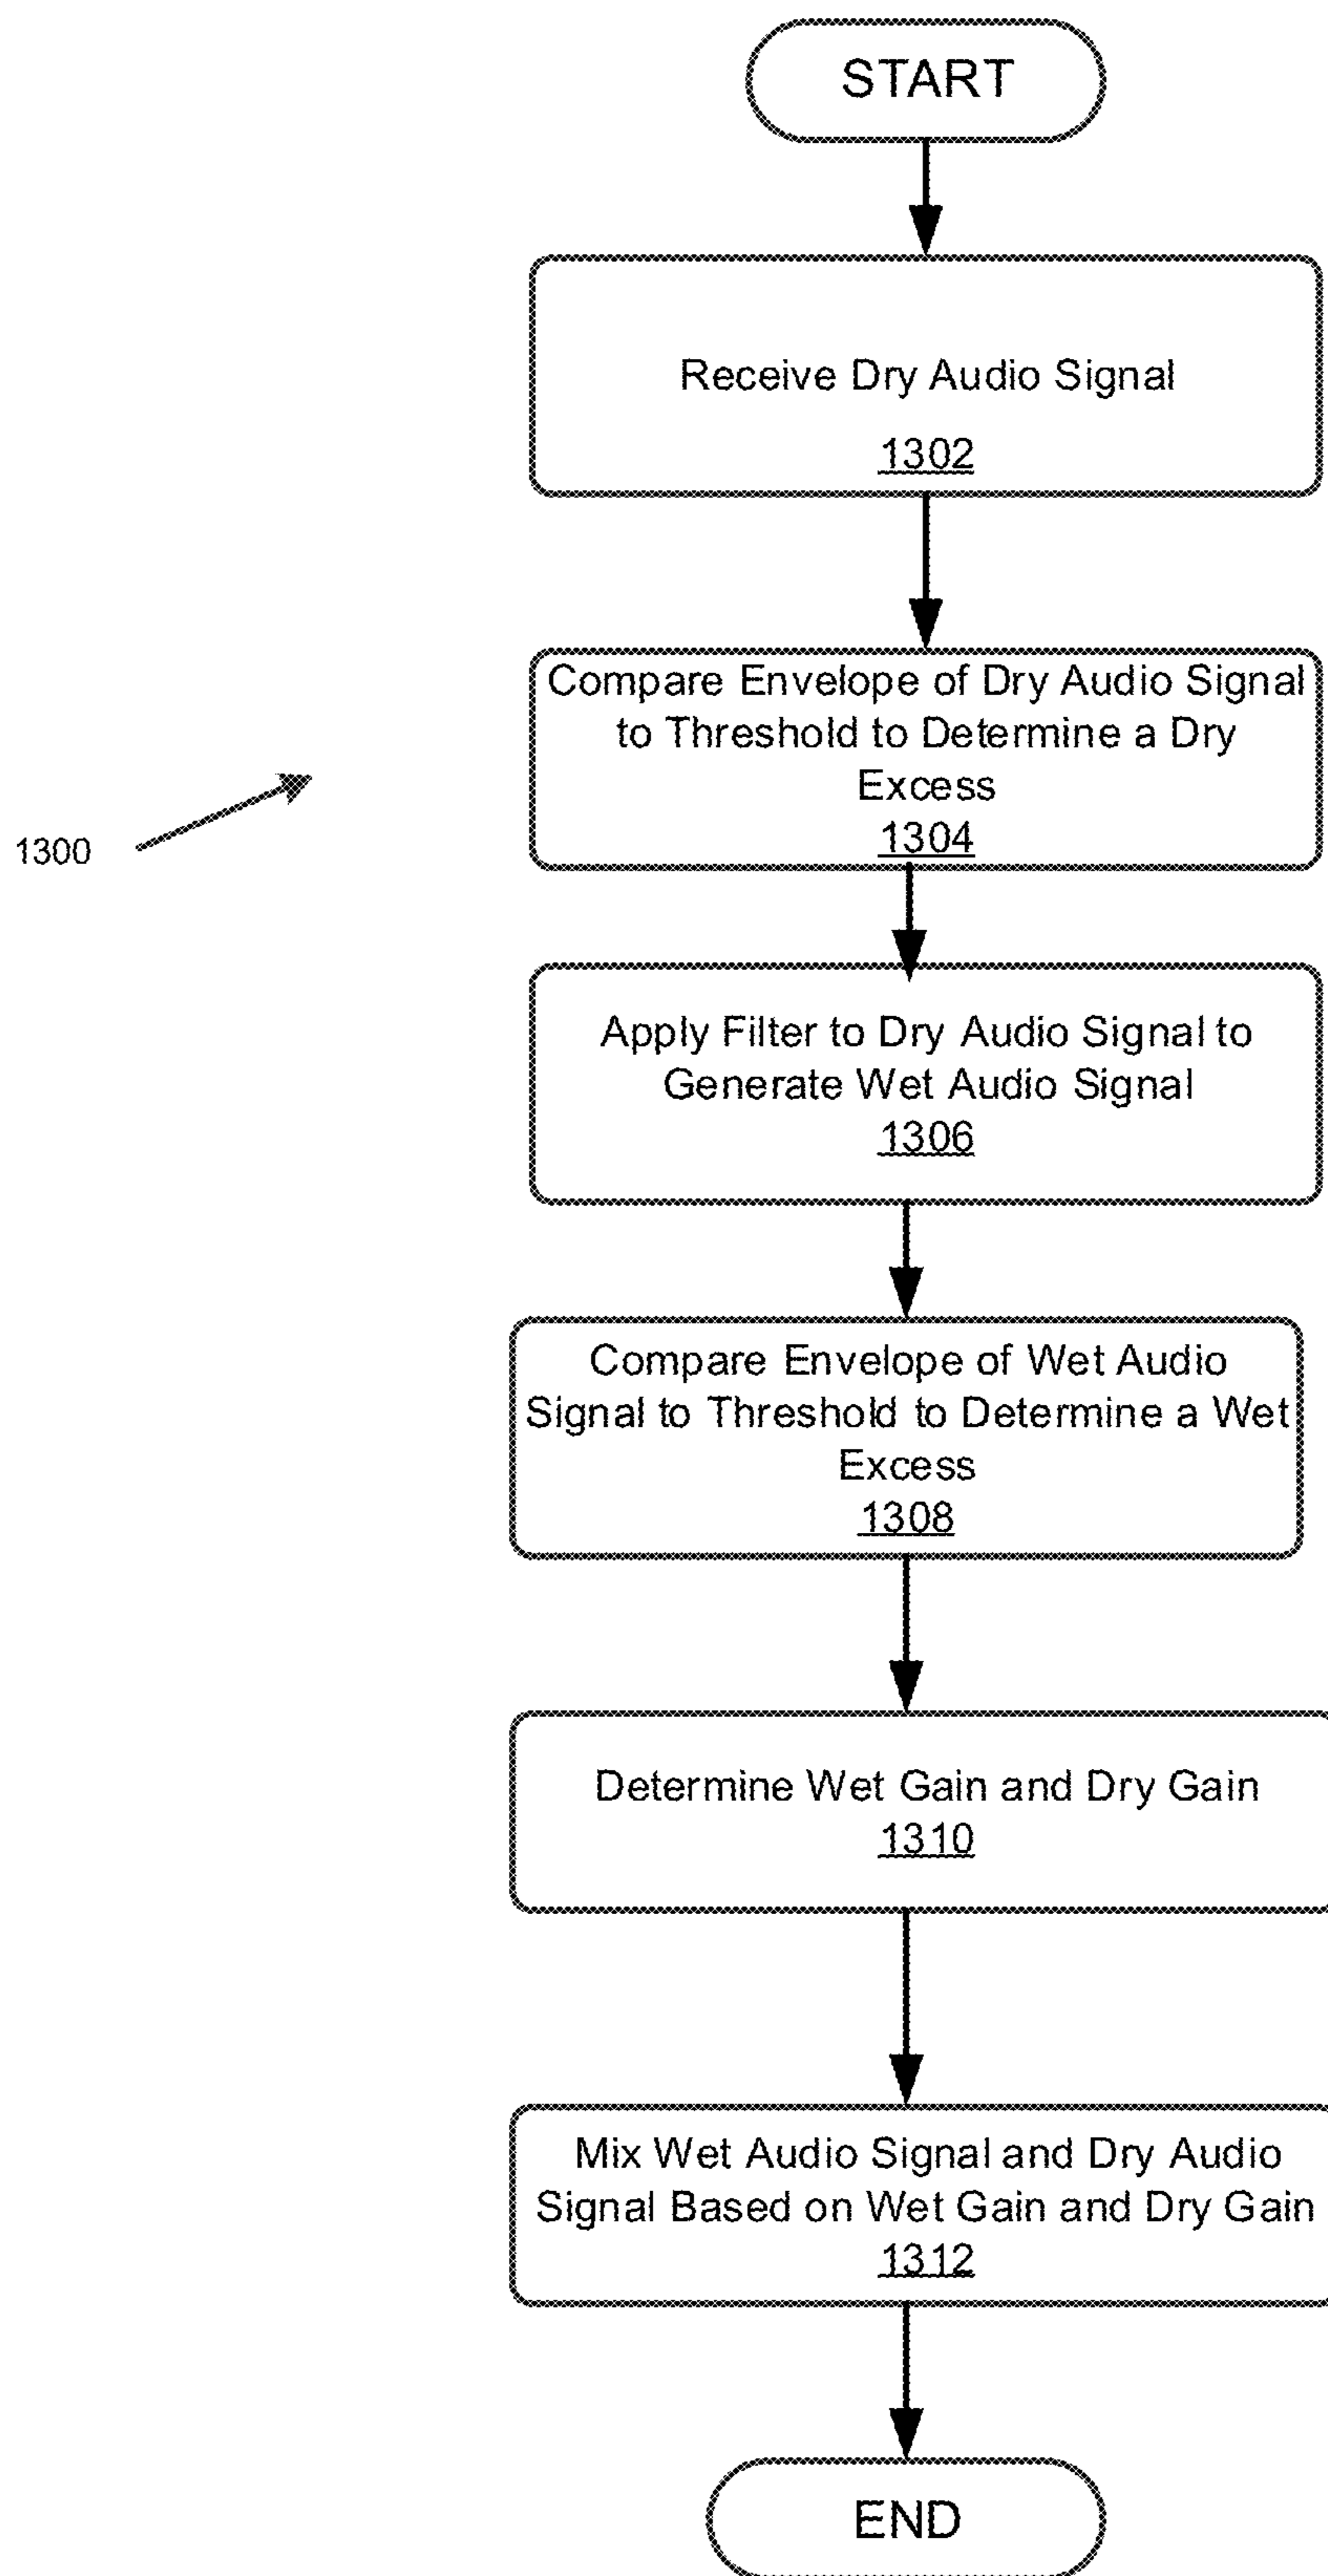 START
Receive Dry Audio Signal
1302
Compare Envelope of Dry Audio Signal
to Threshold to Determine a Dry
Excess
1304
1300
Apply Filter to Dry Audio Signal to
Generate Wet Audio Signal
1306
Compare Envelope of Wet Audio
Signal to Threshold to Determine a Wet
Excess
1308
Determine Wet Gain and Dry Gain
1310
Mix Wet Audio Signal and Dry Audio
Signal Based on Wet Gain and Dry Gain
1312
END